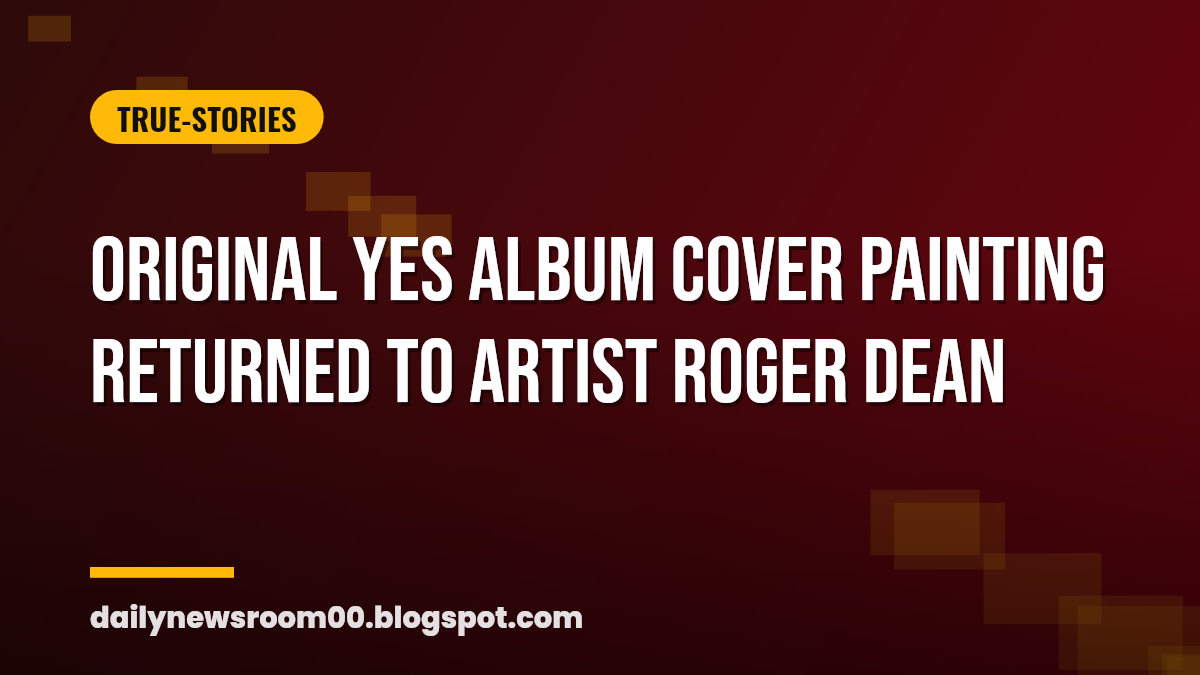 TRUE-STORIES
ORIGINAL YES ALBUM COVER PAINTING
RETURNED TO ARTIST ROGER DEAN
dailynewsroom00.blogspot.com